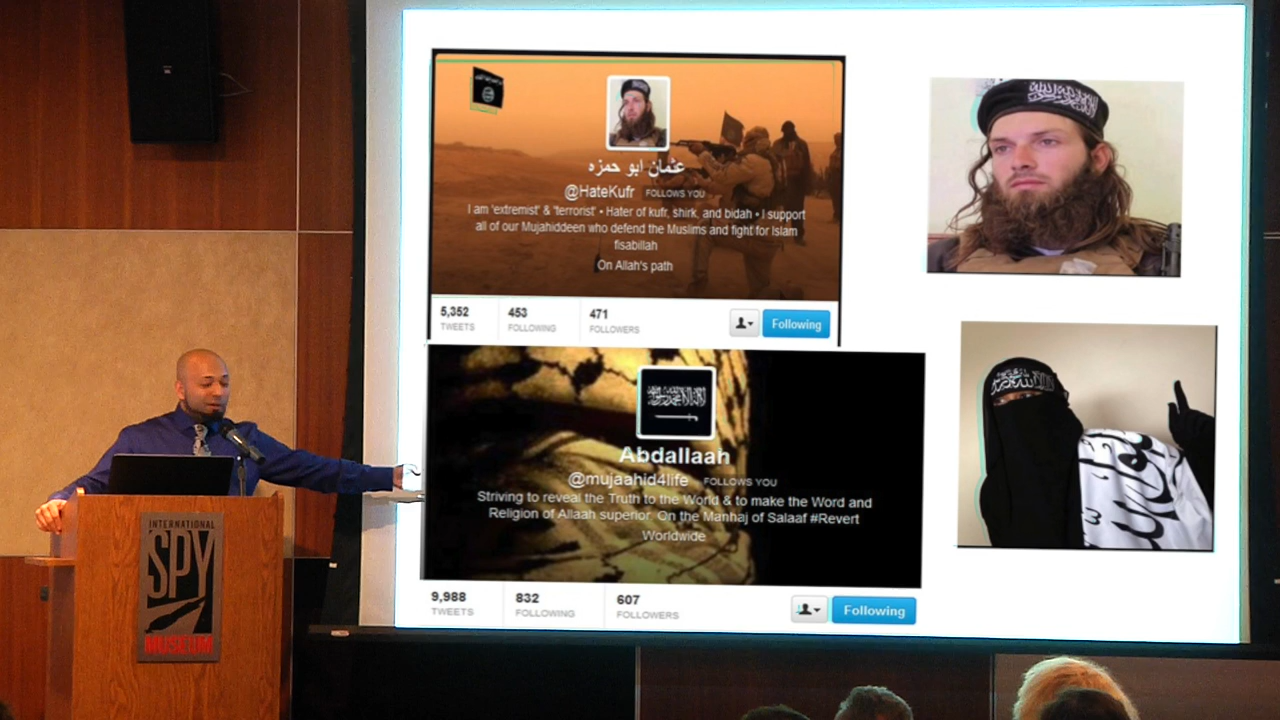 عثمان ابو حمزه
@HateKufr FOLLOWS YOU
I am 'extremist' & 'terrorist' • Hater of kufr, shirk, and bidah • I support
all of our Mujahiddeen who defend the Muslims and fight for Islam
fisabillah
On Allah's path
5,352 453 471
TWEETS FOLLOWING FOLLOWERS
Following
Abdallaah
@mujaahid4life FOLLOWS YOU
Striving to reveal the Truth to the World & to make the Word and
Religion of Allaah superior. On the Manhaj of Salaaf #Revert
Worldwide
9,988 832 607
TWEETS FOLLOWING FOLLOWERS
Following
INTERNATIONAL
SPY
MUSEUM